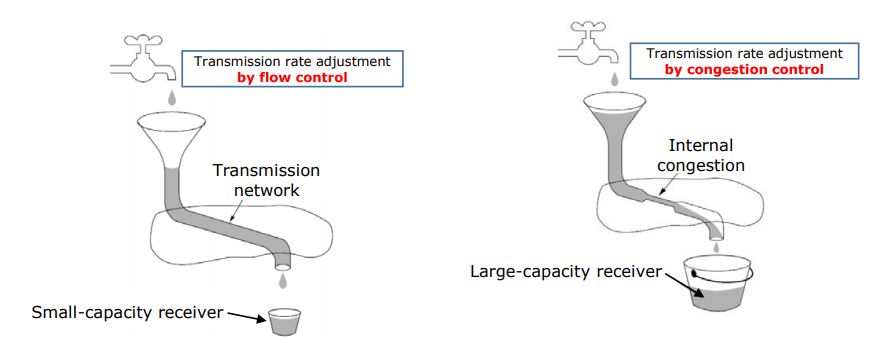 Transmission rate adjustment
by flow control
Transmission
network
Small-capacity receiver
Transmission rate adjustment
by congestion control
Internal
congestion
Large-capacity receiver